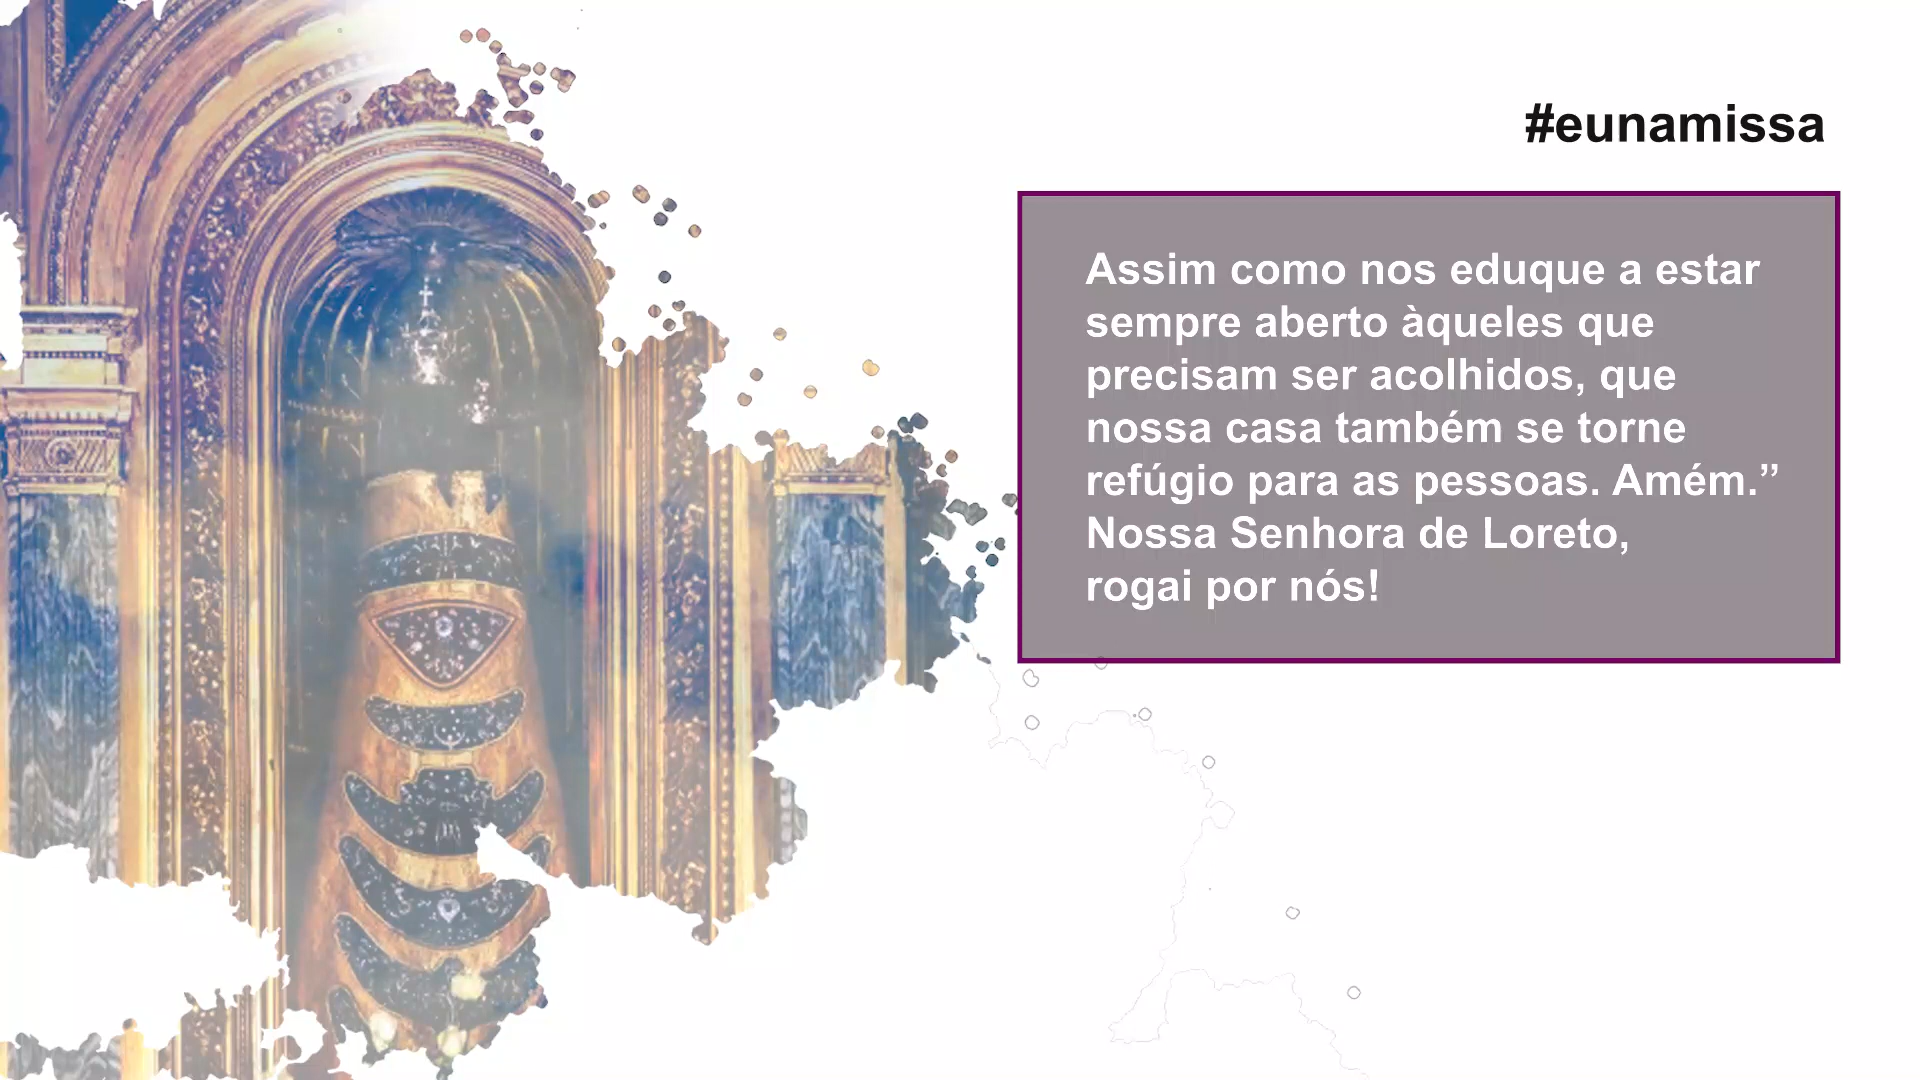 #eunamissa
Assim como nos eduque a estar
sempre aberto àqueles que
precisam ser acolhidos, que
nossa casa também se torne
refúgio para as pessoas. Amém.”
Nossa Senhora de Loreto,
rogai por nós!